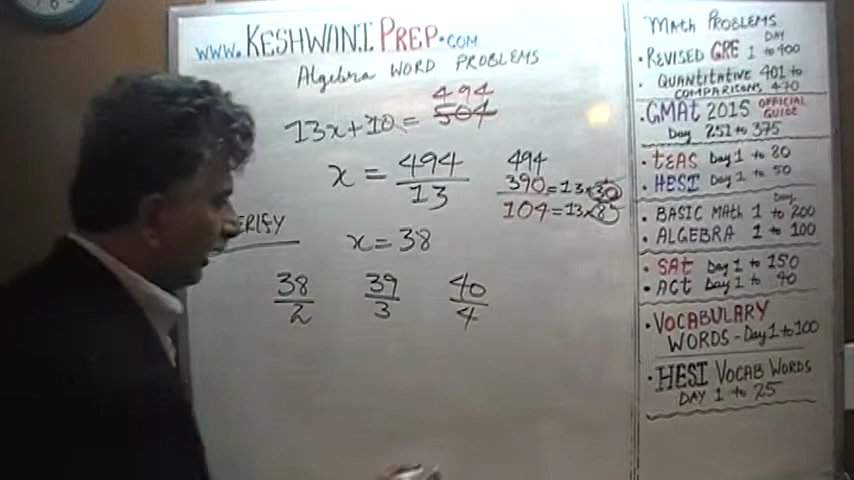 www.KESHWANI PREP.COM
Algebra WORD PROBLEMS
494
13x+10= 504
x = 494/13
494
390=13×30
104=13×8
ERIFY
x=38
38/2 39/3 40/4
MATH PROBLEMS
DAY
• REVISED GRE 1 to 400
• QUANTITATIVE 401 to
COMPARISONS 470
• GMAt 2015 OFFICIAL GUIDE
Day 251 to 375
• tEAS Day 1 to 80
• HESI Day 1 to 50
Day
• BASIC MAtH 1 to 200
• ALGEBRA 1 to 100
• SAt Day 1 to 150
• ACt Day 1 to 40
• VOCABULARY
WORDS - Day 1 to 100
• HESI VOCAB WORDS
DAY 1 to 25